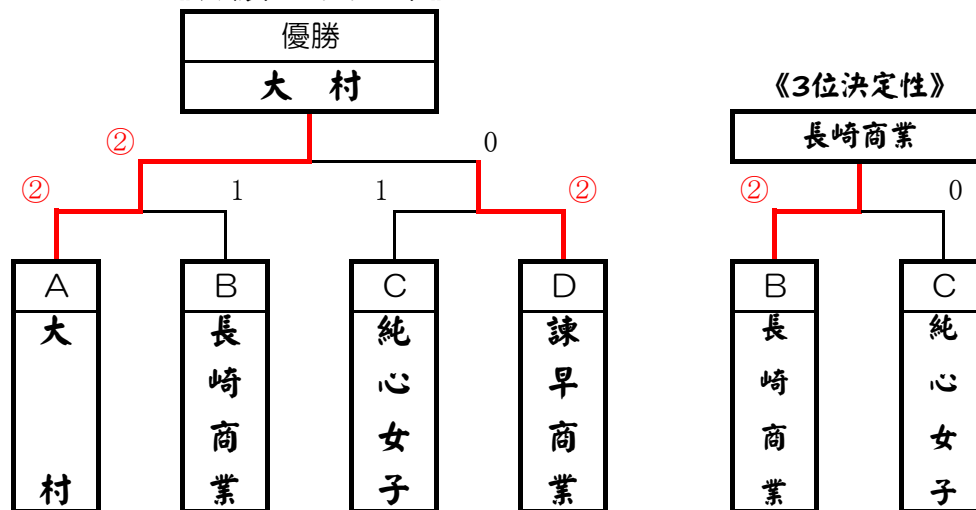 優勝
大 村
《3位決定性》
長崎商業
② 0
② 1 1 ② ② 0
A B C D B C
大村
長崎商業
純心女子
諫早商業
長崎商業
純心女子